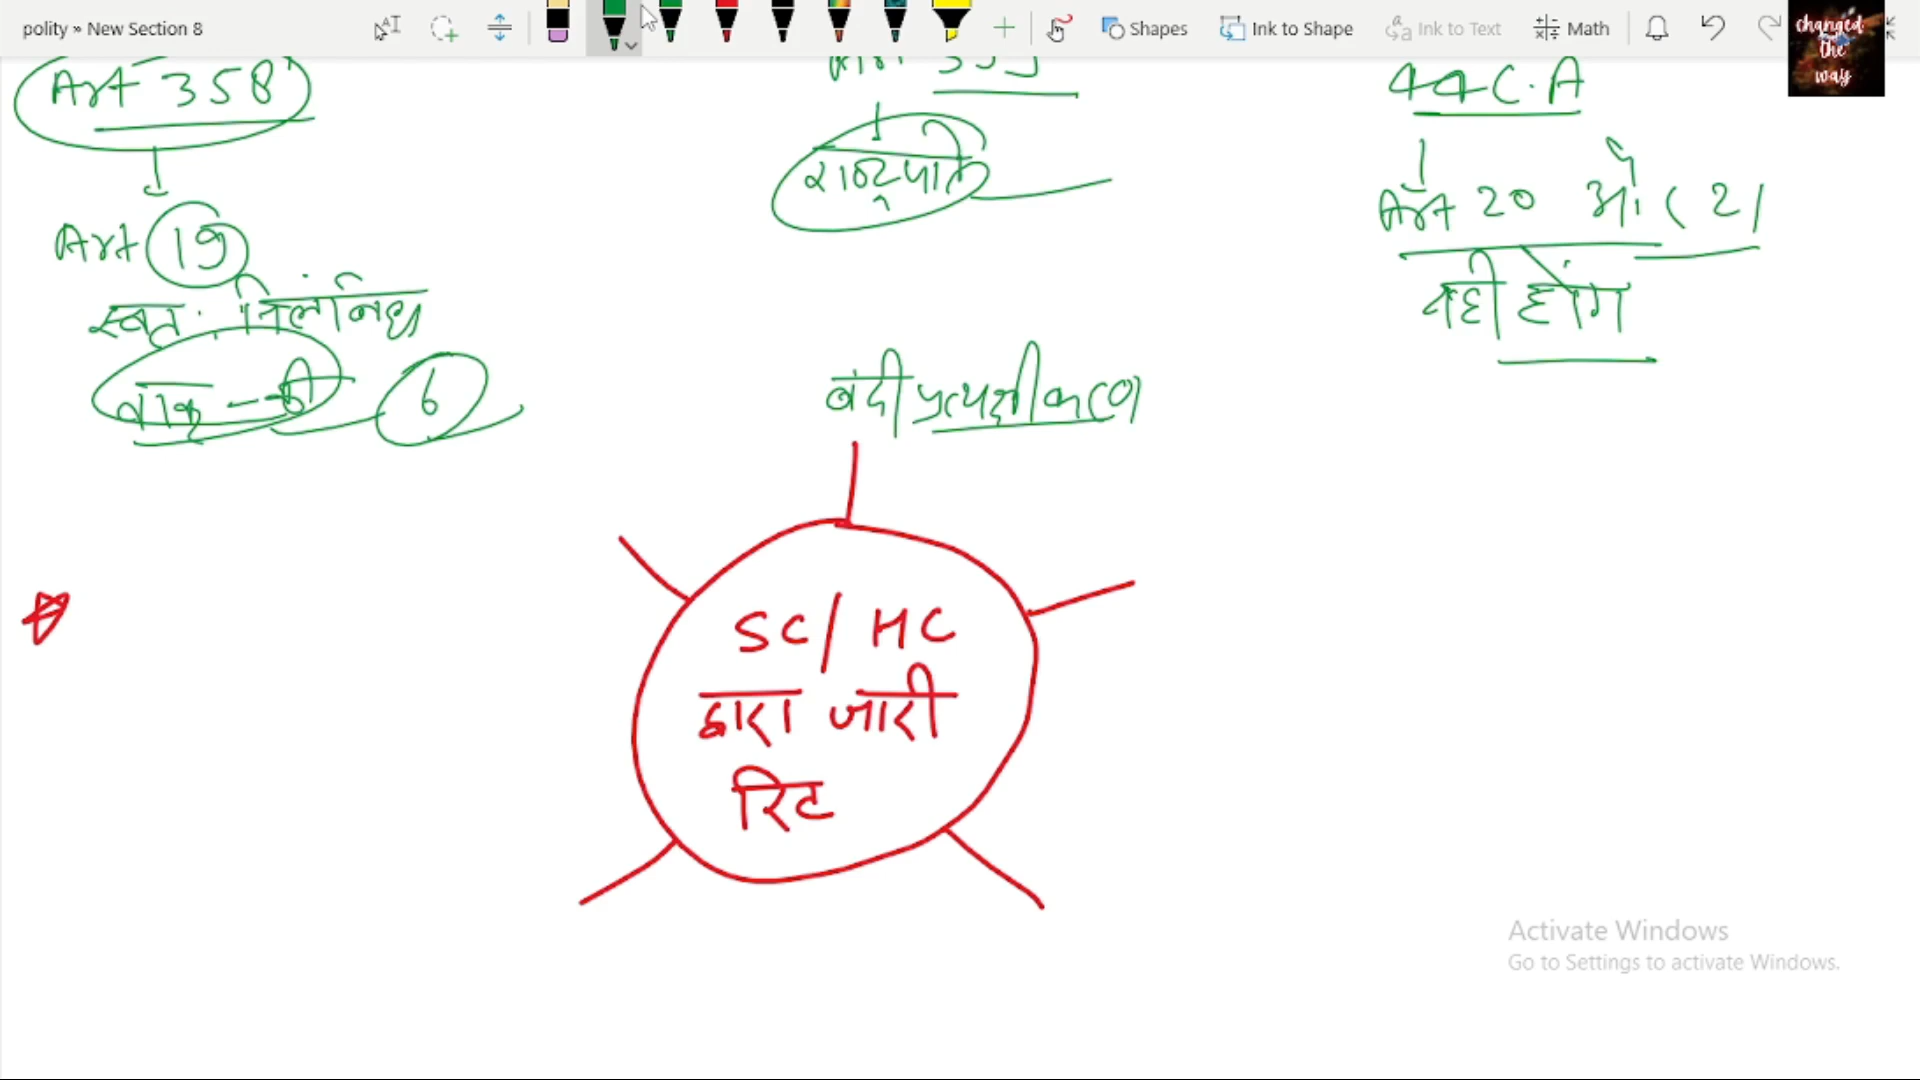 polity » New Section 8
Shapes
Ink to Shape
Ink to Text
Math
changed
the
way
Art 358
Art 19
स्वत: निलंबित
वाक् - की
6
राष्ट्रपति
44 C.A
Art 20 और 21
नही होंगे
बंदी प्रत्यक्षीकरण
SC/HC
द्वारा जारी
रिट
Activate Windows
Go to Settings to activate Windows.